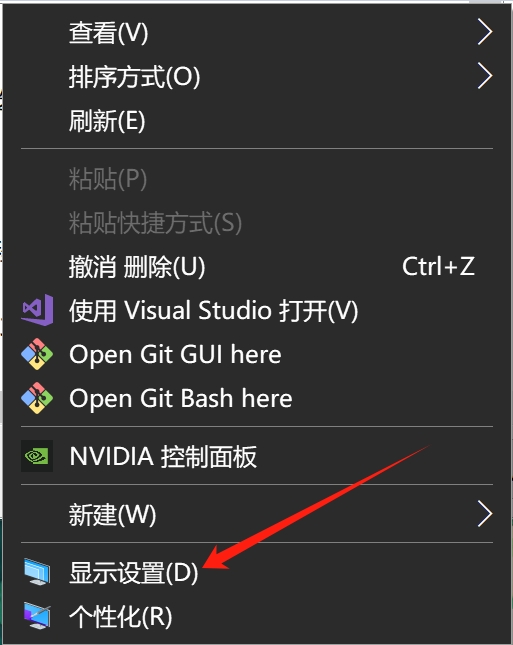 查看(V)
排序方式(O)
刷新(E)
粘贴(P)
粘贴快捷方式(S)
撤消 删除(U) Ctrl+Z
使用 Visual Studio 打开(V)
Open Git GUI here
Open Git Bash here
NVIDIA 控制面板
新建(W)
显示设置(D)
个性化(R)